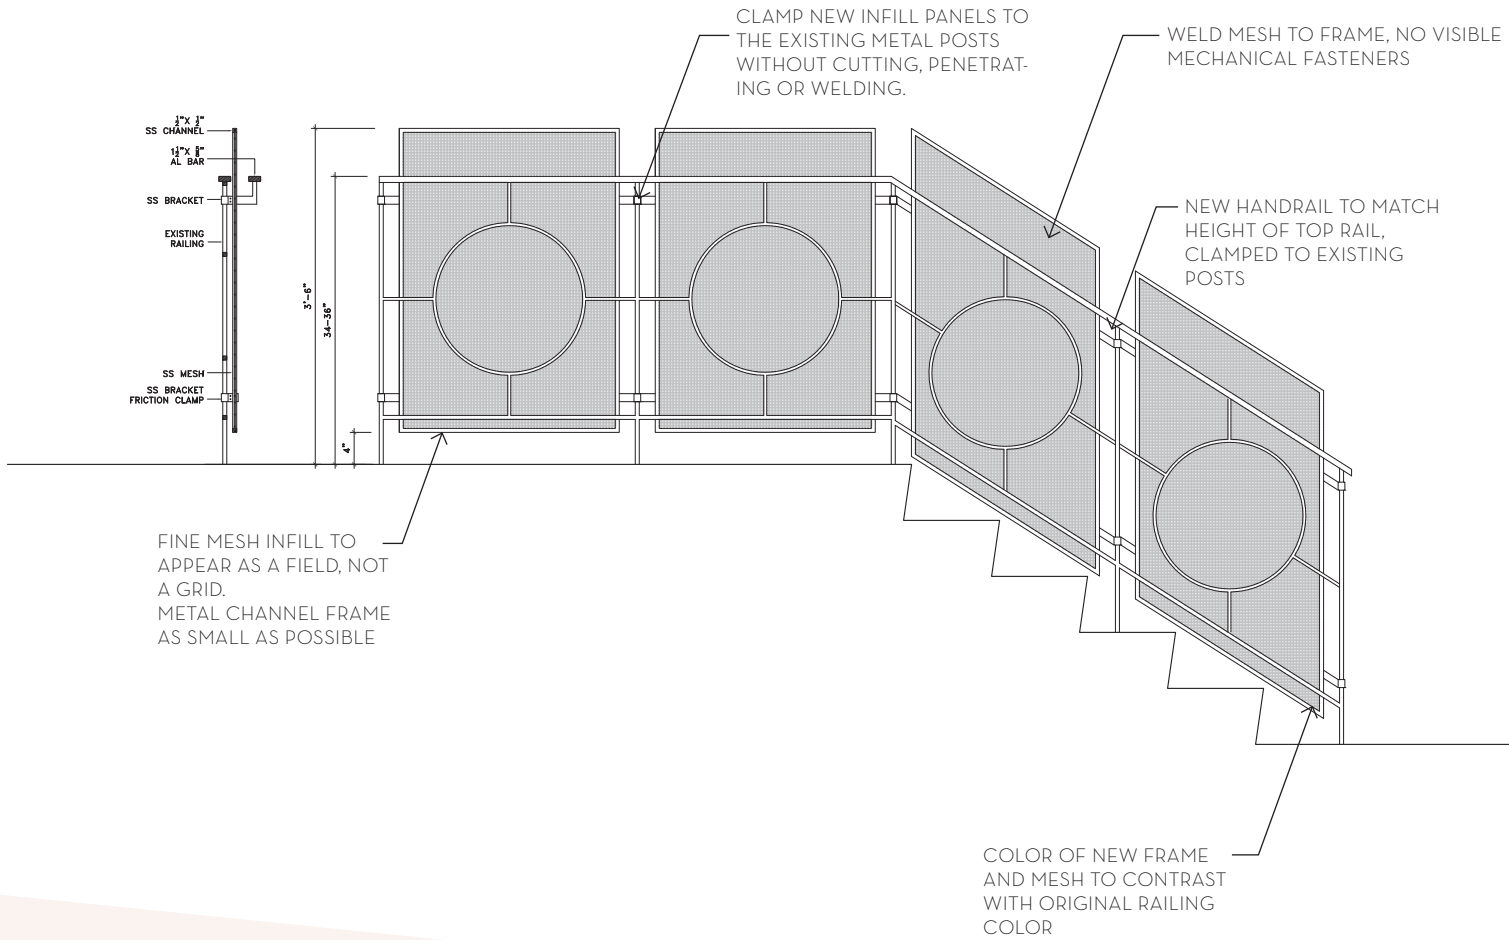 CLAMP NEW INFILL PANELS TO
THE EXISTING METAL POSTS
WITHOUT CUTTING, PENETRAT-
ING OR WELDING.
WELD MESH TO FRAME, NO VISIBLE
MECHANICAL FASTENERS
½"X ½"
SS CHANNEL
1½"X ⅝"
AL BAR
SS BRACKET
EXISTING
RAILING
SS MESH
SS BRACKET
FRICTION CLAMP
3'-6"
34-36"
4"
NEW HANDRAIL TO MATCH
HEIGHT OF TOP RAIL,
CLAMPED TO EXISTING
POSTS
FINE MESH INFILL TO
APPEAR AS A FIELD, NOT
A GRID.
METAL CHANNEL FRAME
AS SMALL AS POSSIBLE
COLOR OF NEW FRAME
AND MESH TO CONTRAST
WITH ORIGINAL RAILING
COLOR